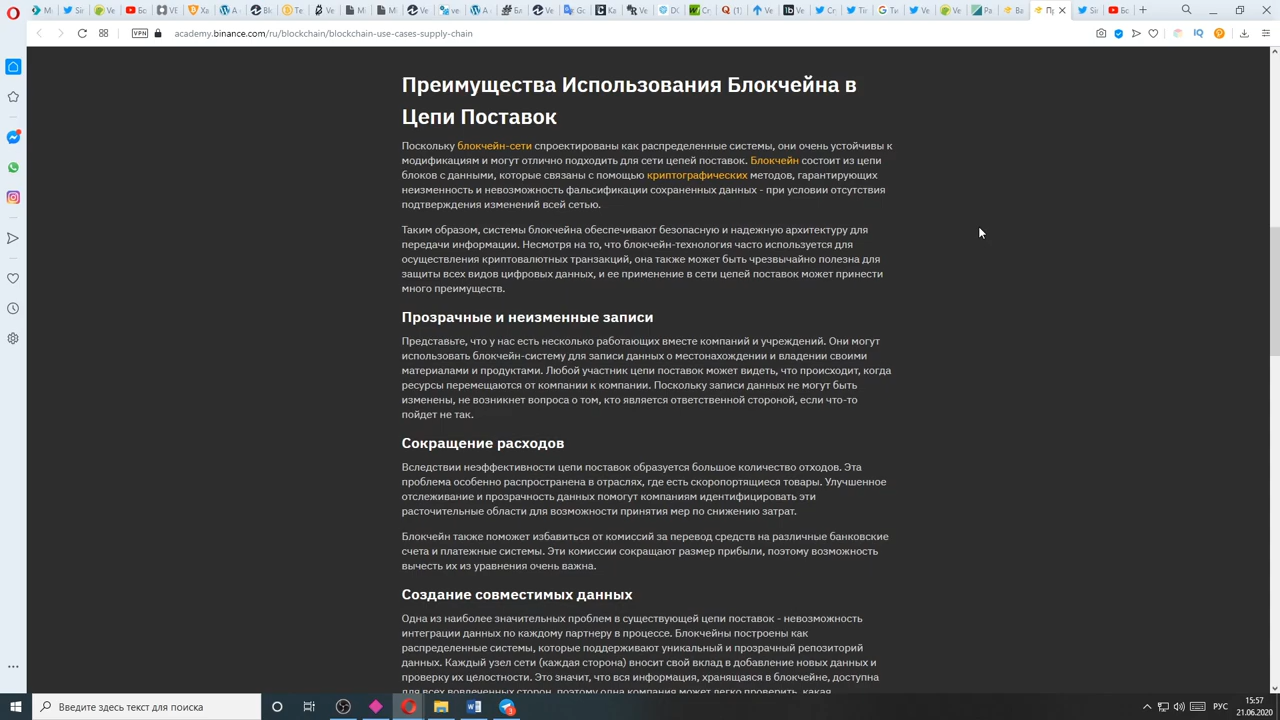 academy.binance.com/ru/blockchain/blockchain-use-cases-supply-chain
VPN
Преимущества Использования Блокчейна в
Цепи Поставок
Поскольку блокчейн-сети спроектированы как распределенные системы, они очень устойчивы к
модификациям и могут отлично подходить для сети цепей поставок. Блокчейн состоит из цепи
блоков с данными, которые связаны с помощью криптографических методов, гарантирующих
неизменность и невозможность фальсификации сохраненных данных - при условии отсутствия
подтверждения изменений всей сетью.
Таким образом, системы блокчейна обеспечивают безопасную и надежную архитектуру для
передачи информации. Несмотря на то, что блокчейн-технология часто используется для
осуществления криптовалютных транзакций, она также может быть чрезвычайно полезна для
защиты всех видов цифровых данных, и ее применение в сети цепей поставок может принести
много преимуществ.
Прозрачные и неизменные записи
Представьте, что у нас есть несколько работающих вместе компаний и учреждений. Они могут
использовать блокчейн-систему для записи данных о местонахождении и владении своими
материалами и продуктами. Любой участник цепи поставок может видеть, что происходит, когда
ресурсы перемещаются от компании к компании. Поскольку записи данных не могут быть
изменены, не возникнет вопроса о том, кто является ответственной стороной, если что-то
пойдет не так.
Сокращение расходов
Вследствии неэффективности цепи поставок образуется большое количество отходов. Эта
проблема особенно распространена в отраслях, где есть скоропортящиеся товары. Улучшенное
отслеживание и прозрачность данных помогут компаниям идентифицировать эти
расточительные области для возможности принятия мер по снижению затрат.
Блокчейн также поможет избавиться от комиссий за перевод средств на различные банковские
счета и платежные системы. Эти комиссии сокращают размер прибыли, поэтому возможность
вычесть их из уравнения очень важна.
Создание совместимых данных
Одна из наиболее значительных проблем в существующей цепи поставок - невозможность
интеграции данных по каждому партнеру в процессе. Блокчейны построены как
распределенные системы, которые поддерживают уникальный и прозрачный репозиторий
данных. Каждый узел сети (каждая сторона) вносит свой вклад в добавление новых данных и
проверку их целостности. Это значит, что вся информация, хранящаяся в блокчейне, доступна
для всех вовлеченных сторон, поэтому одна компания может легко проверить, какая
Введите здесь текст для поиска
РУС
15:57
21.06.2020